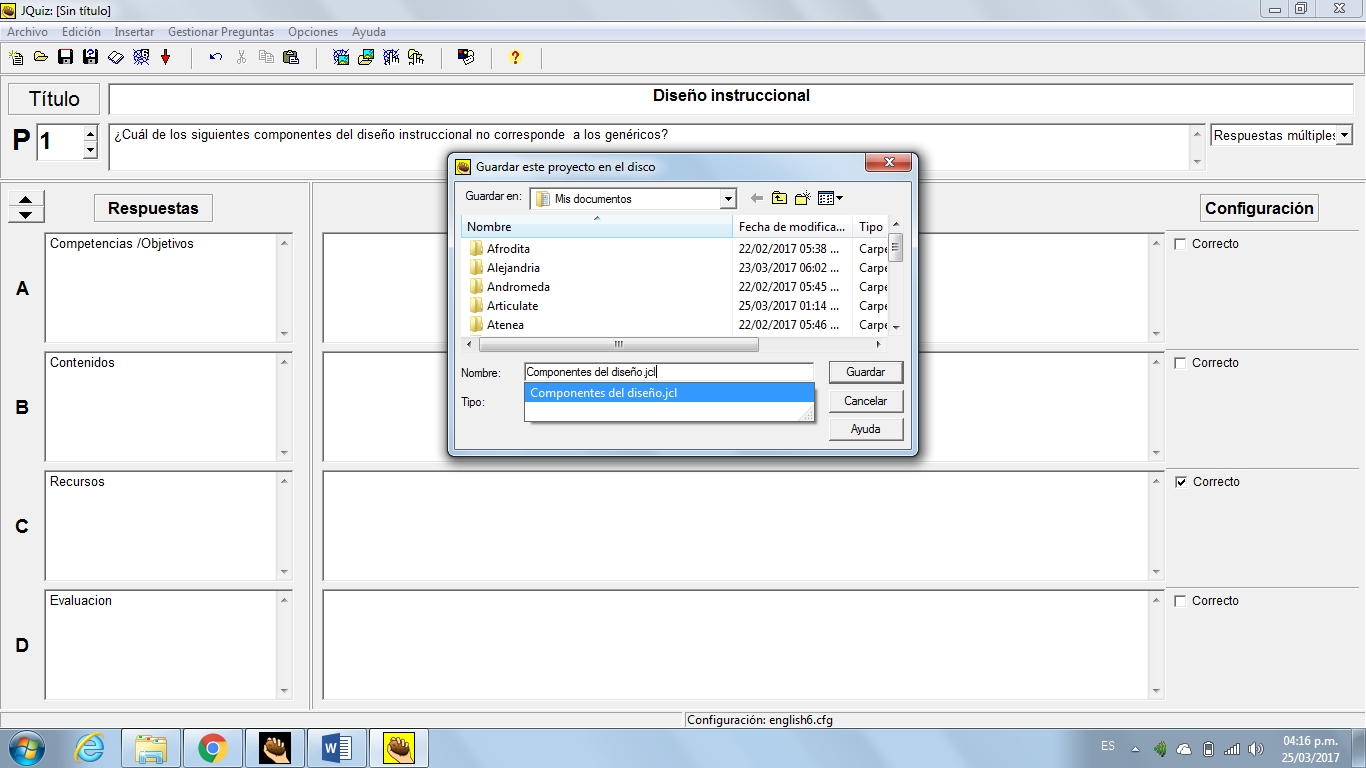 JQuiz: [Sin título]
Archivo Edición Insertar Gestionar Preguntas Opciones Ayuda
Título
Diseño instruccional
P 1
¿Cuál de los siguientes componentes del diseño instruccional no corresponde a los genéricos?
Respuestas múltiples
Guardar este proyecto en el disco
Guardar en: Mis documentos
Nombre Fecha de modifica... Tipo
Afrodita 22/02/2017 05:38 ... Carpe
Alejandria 23/03/2017 06:02 ... Carpe
Andromeda 22/02/2017 05:45 ... Carpe
Articulate 25/03/2017 01:14 ... Carpe
Atenea 22/02/2017 05:46 ... Carpe
Nombre: Componentes del diseño.jcl Guardar
Componentes del diseño.jcl
Tipo: Cancelar
Ayuda
Respuestas
Configuración
A Competencias /Objetivos Correcto
B Contenidos Correcto
C Recursos Correcto
D Evaluacion Correcto
Configuración: english6.cfg
ES
04:16 p.m.
25/03/2017